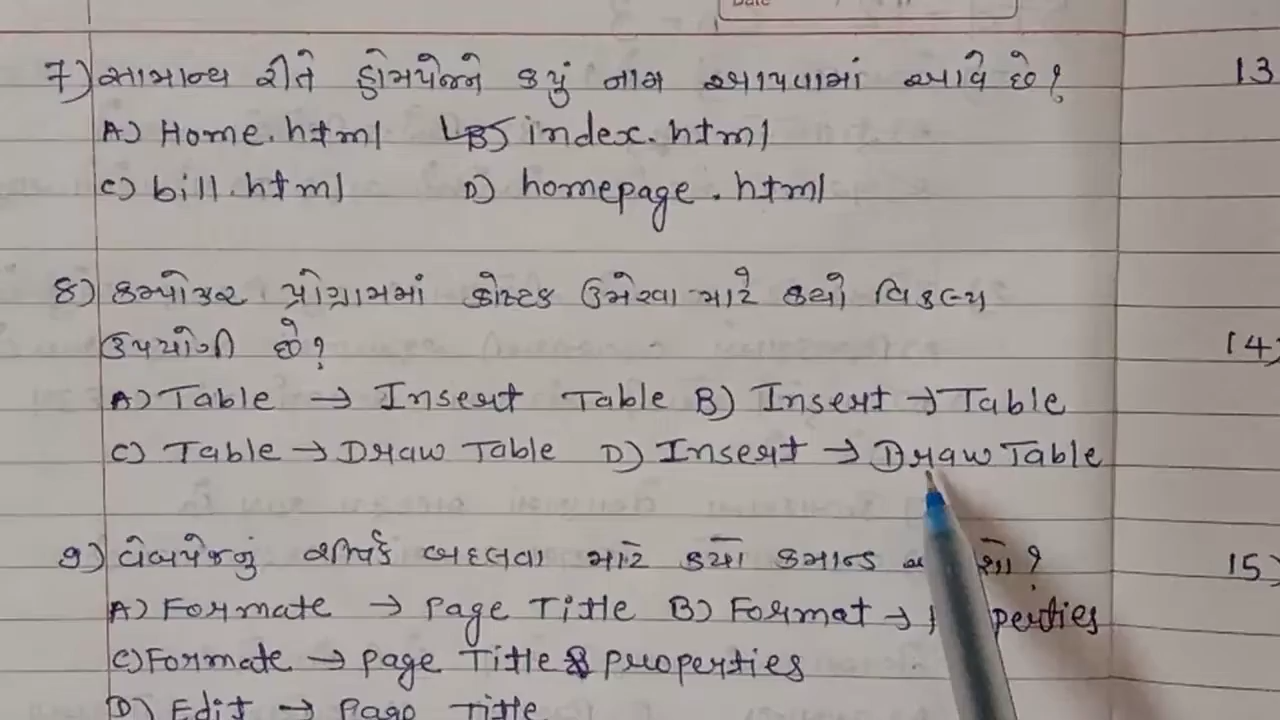 Date
7) સામાન્ય રીતે હોમપેજને કયું નામ આપવામાં આવે છે?
13
A) Home.html B) index.html
C) bill.html D) homepage.html
8) કમ્પોઝર પ્રોગ્રામમાં કોષ્ટક ઉમેરવા માટે કયો વિકલ્પ
ઉપયોગી છે?
14)
A) Table → Insert Table B) Insert → Table
C) Table → Draw Table D) Insert → Draw Table
9) વેબપેજનું શીર્ષક બદલવા માટે કયો કમાન્ડ
15)
A) Formate → Page Title B) Format →
C) Formate → page Title & properties
D) Edit → Page Title